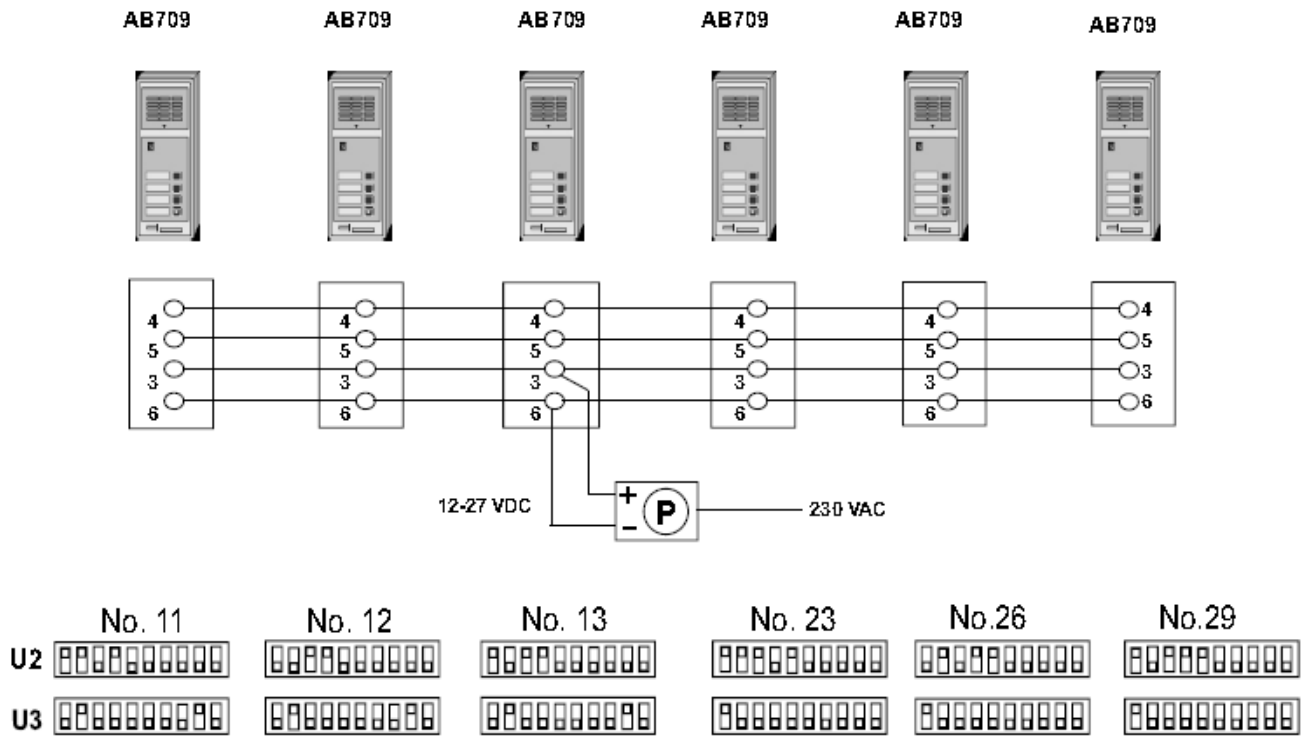 AB709 AB709 AB709 AB709 AB709 AB709
4 4 4 4 4 4
5 5 5 5 5 5
3 3 3 3 3 3
6 6 6 6 6 6
12-27 VDC + P 230 VAC
−
No. 11 No. 12 No. 13 No. 23 No.26 No.29
U2
U3